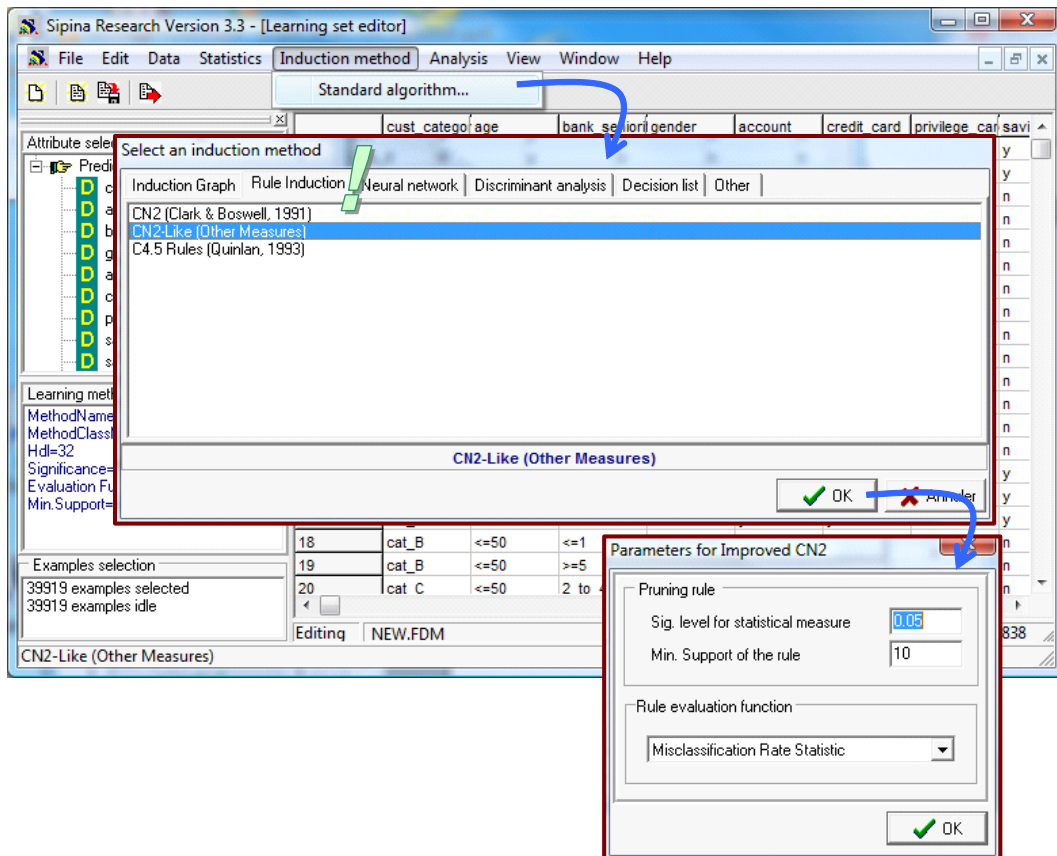 Sipina Research Version 3.3 - [Learning set editor]
File Edit Data Statistics Induction method Analysis View Window Help
Standard algorithm...
cust_catego age bank_seniori gender account credit_card privilege_car savi
Attribute sele
Predi
D c
D a
D b
D g
D a
D c
D p
D s
D s
Select an induction method
Induction Graph Rule Induction Neural network Discriminant analysis Decision list Other
CN2 (Clark & Boswell, 1991)
CN2-Like (Other Measures)
C4.5 Rules (Quinlan, 1993)
CN2-Like (Other Measures)
OK Annuler
y
y
n
n
n
n
n
n
n
n
n
n
n
y
y
y
n
n
n
Learning meth
MethodName
MethodClass
Hdl=32
Significance=
Evaluation Fu
Min.Support=
18 cat_B <=50 <=1
19 cat_B <=50 >=5
20 cat C <=50 2 to
Examples selection
39919 examples selected
39919 examples idle
Editing NEW.FDM 838
CN2-Like (Other Measures)
Parameters for Improved CN2
Pruning rule
Sig. level for statistical measure 0.05
Min. Support of the rule 10
Rule evaluation function
Misclassification Rate Statistic
OK